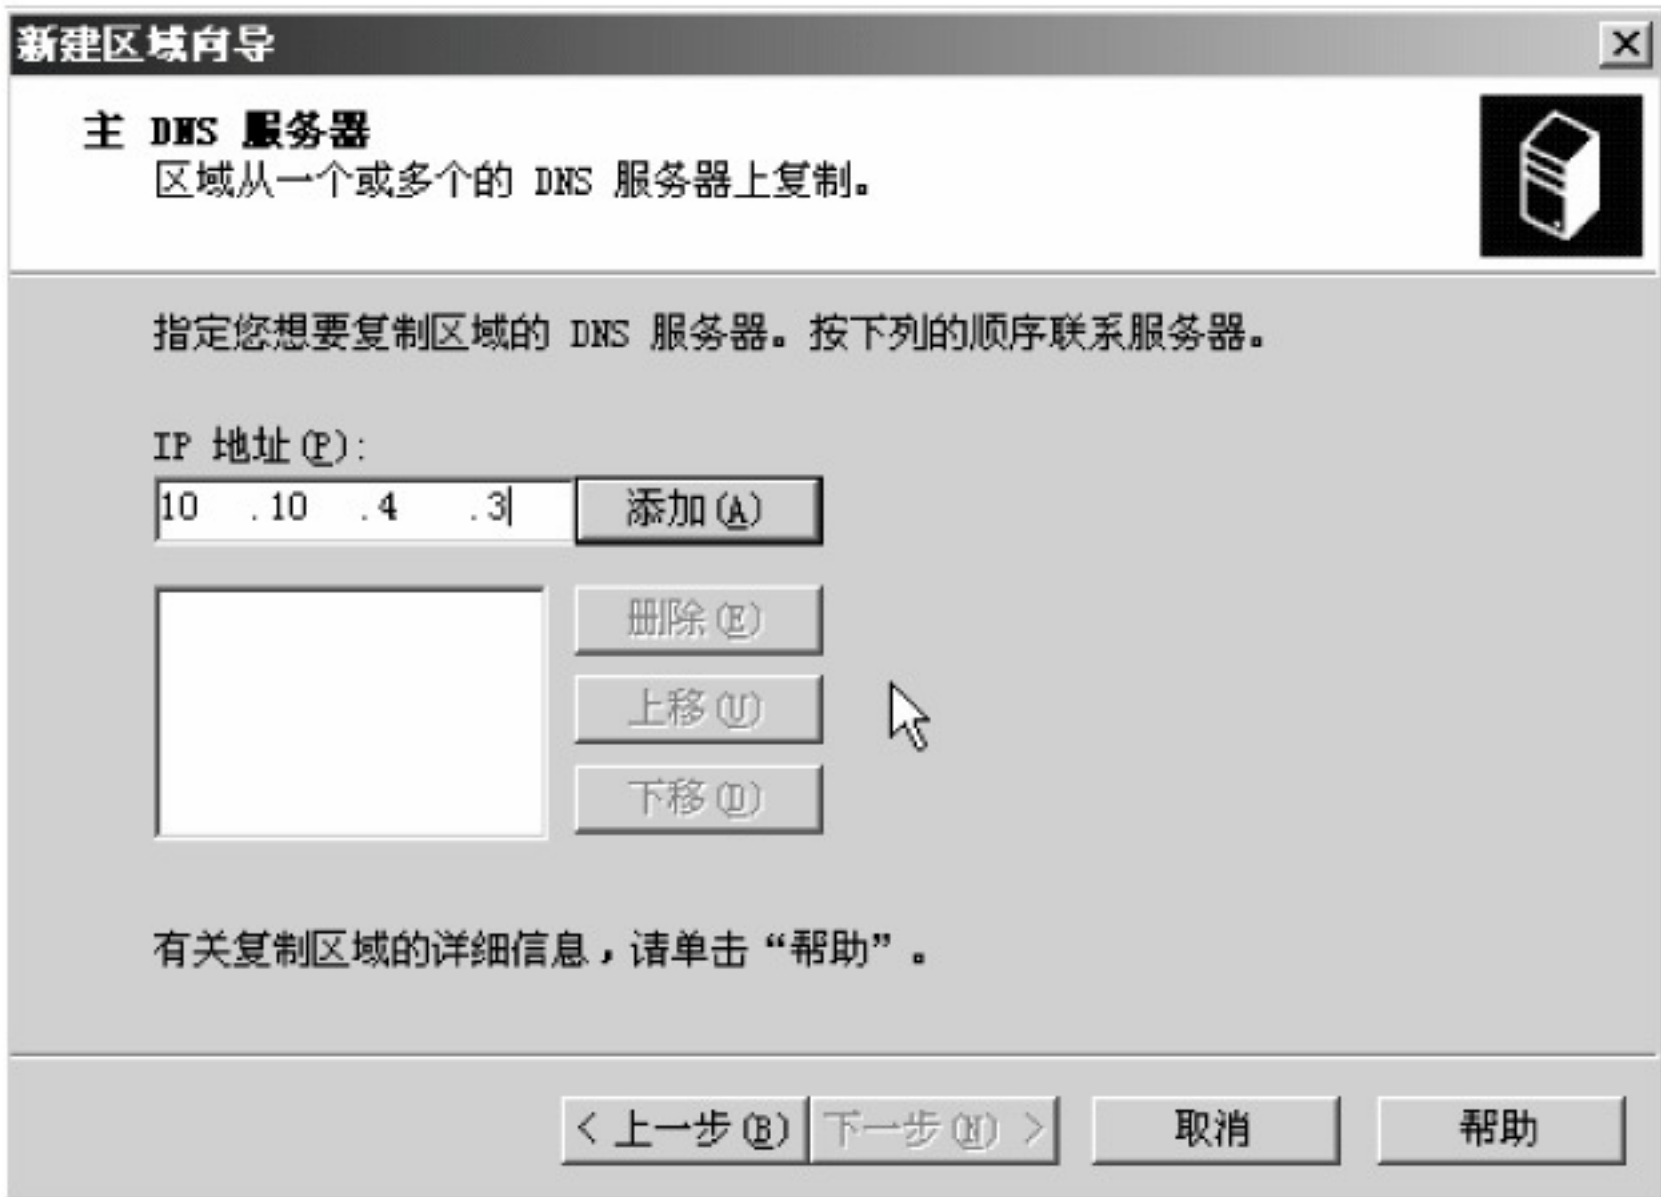 新建区域向导
主 DNS 服务器
区域从一个或多个的 DNS 服务器上复制。
指定您想要复制区域的 DNS 服务器。按下列的顺序联系服务器。
IP 地址(P):
10 .10 .4 .3 添加(A)
删除(E)
上移(U)
下移(D)
有关复制区域的详细信息，请单击“帮助”。
< 上一步(B) 下一步(N) > 取消 帮助